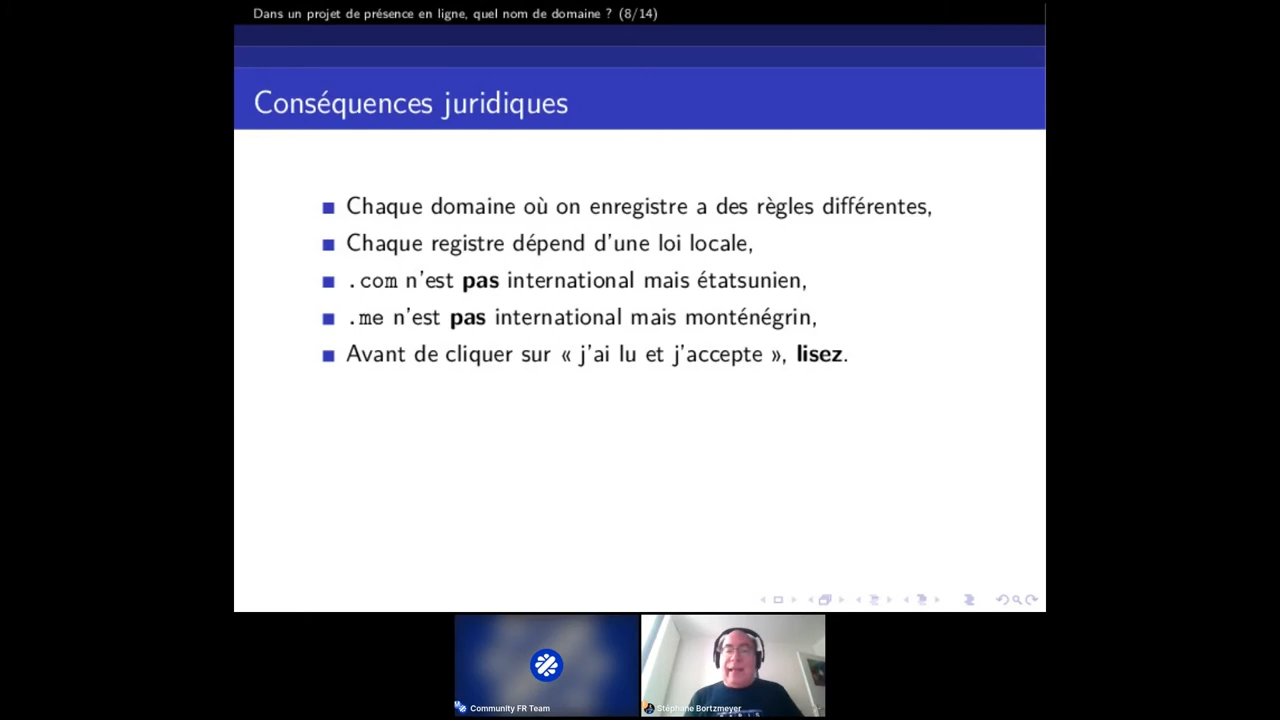 Dans un projet de présence en ligne, quel nom de domaine ? (8/14)
Conséquences juridiques
Chaque domaine où on enregistre a des règles différentes,
Chaque registre dépend d'une loi locale,
.com n'est pas international mais étatsunien,
.me n'est pas international mais monténégrin,
Avant de cliquer sur « j'ai lu et j'accepte », lisez.
Community FR Team
Stéphane Bortzmeyer